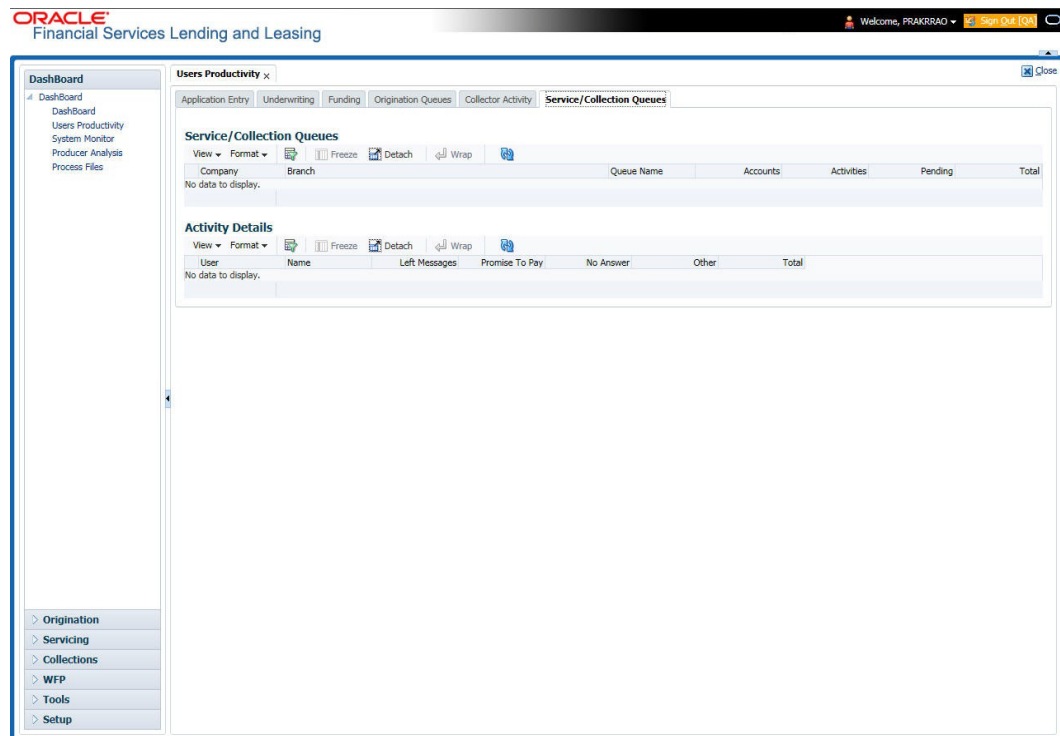 ORACLE®
Financial Services Lending and Leasing
Welcome, PRAKRRAO Sign Out [QA]
DashBoard
DashBoard
DashBoard
Users Productivity
System Monitor
Producer Analysis
Process Files
Origination
Servicing
Collections
WFP
Tools
Setup
Users Productivity x
Close
Application Entry Underwriting Funding Origination Queues Collector Activity Service/Collection Queues
Service/Collection Queues
View Format Freeze Detach Wrap
Company Branch Queue Name Accounts Activities Pending Total
No data to display.
Activity Details
View Format Freeze Detach Wrap
User Name Left Messages Promise To Pay No Answer Other Total
No data to display.